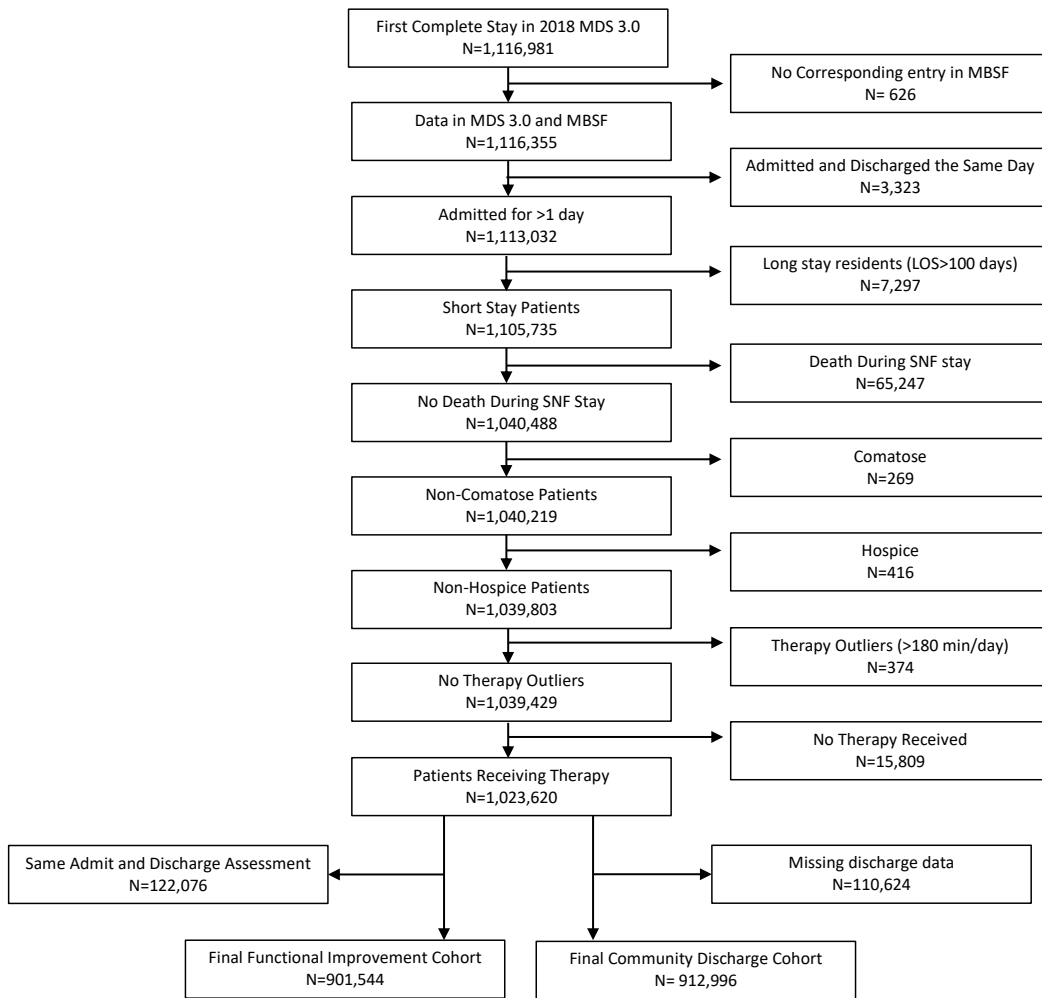 First Complete Stay in 2018 MDS 3.0
N=1,116,981
No Corresponding entry in MBSF
N= 626
Data in MDS 3.0 and MBSF
N=1,116,355
Admitted and Discharged the Same Day
N=3,323
Admitted for >1 day
N=1,113,032
Long stay residents (LOS>100 days)
N=7,297
Short Stay Patients
N=1,105,735
Death During SNF stay
N=65,247
No Death During SNF Stay
N=1,040,488
Comatose
N=269
Non-Comatose Patients
N=1,040,219
Hospice
N=416
Non-Hospice Patients
N=1,039,803
Therapy Outliers (>180 min/day)
N=374
No Therapy Outliers
N=1,039,429
No Therapy Received
N=15,809
Patients Receiving Therapy
N=1,023,620
Same Admit and Discharge Assessment
N=122,076
Missing discharge data
N=110,624
Final Functional Improvement Cohort
N=901,544
Final Community Discharge Cohort
N= 912,996